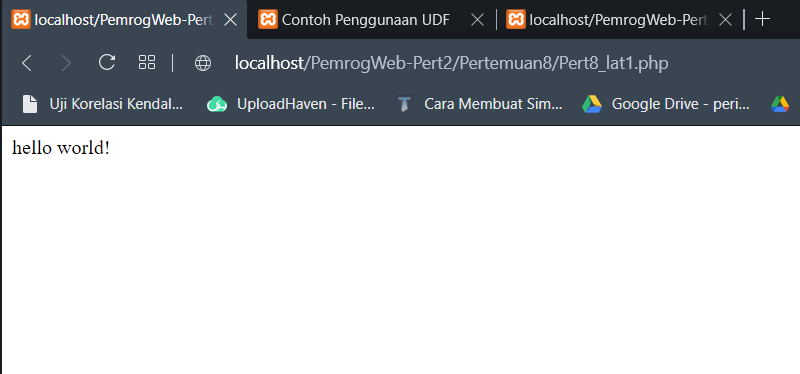 localhost/PemrogWeb-Pert
Contoh Penggunaan UDF
localhost/PemrogWeb-Pert
localhost/PemrogWeb-Pert2/Pertemuan8/Pert8_lat1.php
Uji Korelasi Kendal...
UploadHaven - File...
Cara Membuat Sim...
Google Drive - peri...
hello world!